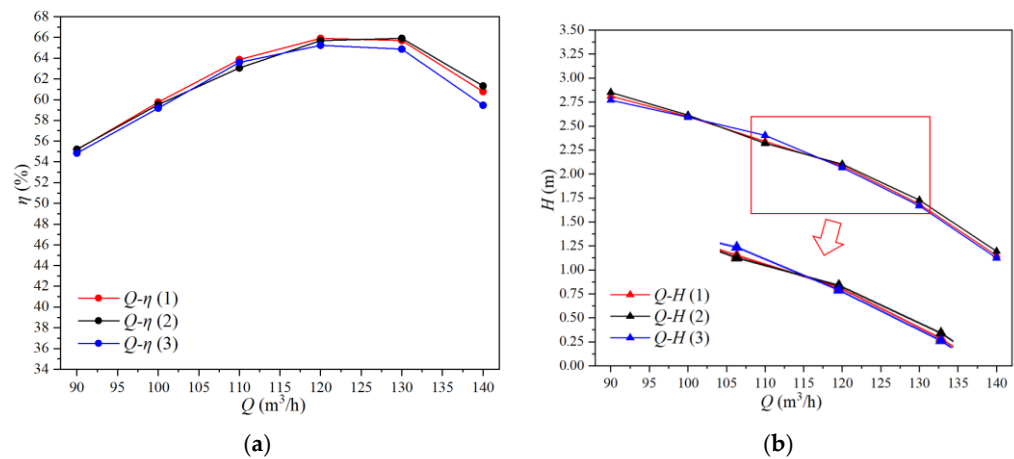 68
66
64
62
60
58
56
54
52
50
48
46
44
42
40
38
36
34
η (%)
Q-η (1)
Q-η (2)
Q-η (3)
90 95 100 105 110 115 120 125 130 135 140
Q (m³/h)
(a)
3.50
3.00
2.75
2.50
2.25
2.00
1.75
1.50
1.25
1.00
0.75
0.50
0.25
0.00
H (m)
Q-H (1)
Q-H (2)
Q-H (3)
90 95 100 105 110 115 120 125 130 135 140
Q (m³/h)
(b)